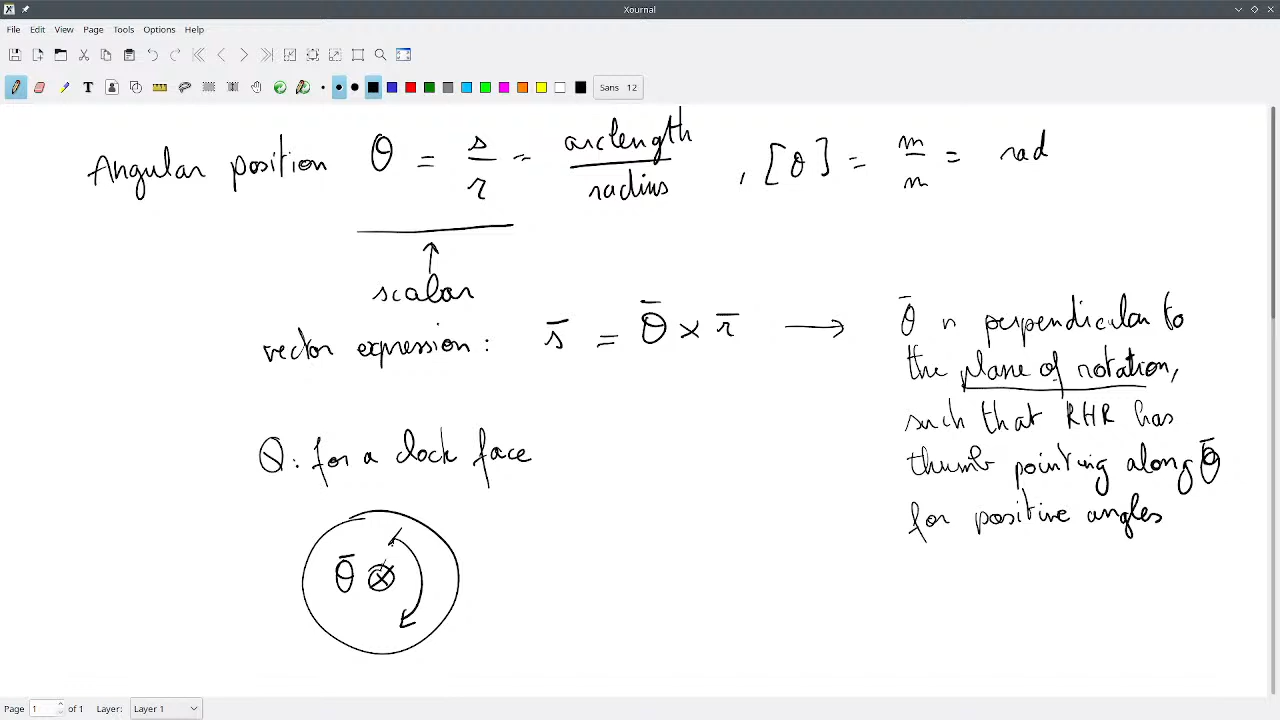 Xournal
File Edit View Page Tools Options Help
Sans 12
Angular position θ = s/r = arclength/radius , [θ] = m/m = rad
scalar
vector expression: s̄ = θ̄ × r̄ → θ̄ is perpendicular to
the plane of rotation,
such that RHR has
thumb pointing along θ̄
for positive angles
Q: for a clock face
θ̄ ⊗
Page 1 of 1 Layer: Layer 1